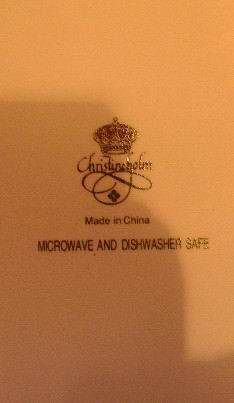 Christineholm
Made in China
MICROWAVE AND DISHWASHER SAFE